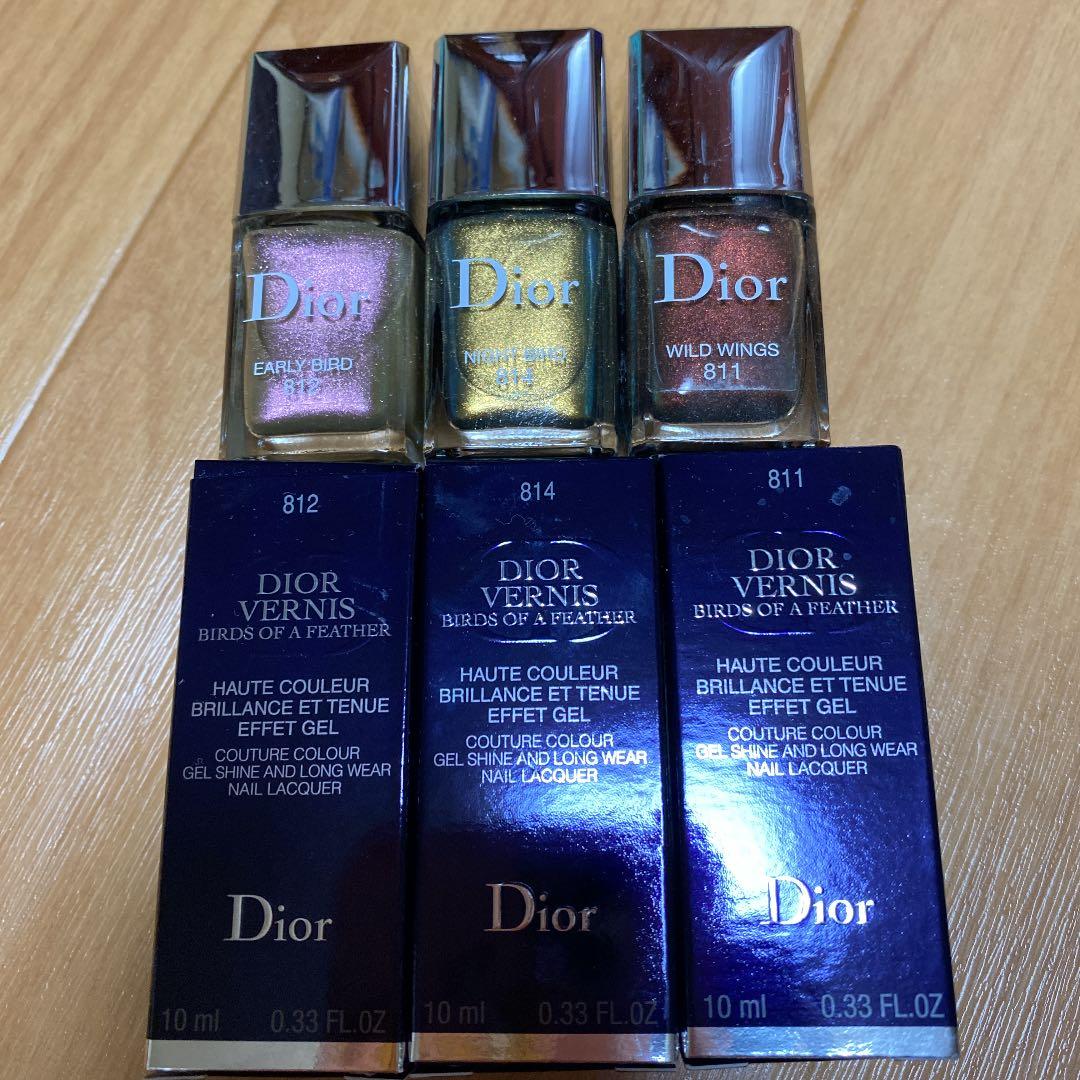 Dior
EARLY BIRD
812
Dior
NIGHT BIRD
814
Dior
WILD WINGS
811
812
DIOR
VERNIS
BIRDS OF A FEATHER
HAUTE COULEUR
BRILLANCE ET TENUE
EFFET GEL
COUTURE COLOUR
GEL SHINE AND LONG WEAR
NAIL LACQUER
Dior
10 ml 0.33 FL.OZ
814
DIOR
VERNIS
BIRDS OF A FEATHER
HAUTE COULEUR
BRILLANCE ET TENUE
EFFET GEL
COUTURE COLOUR
GEL SHINE AND LONG WEAR
NAIL LACQUER
Dior
10 ml 0.33 FL.OZ
811
DIOR
VERNIS
BIRDS OF A FEATHER
HAUTE COULEUR
BRILLANCE ET TENUE
EFFET GEL
COUTURE COLOUR
GEL SHINE AND LONG WEAR
NAIL LACQUER
Dior
10 ml 0.33 FL.OZ